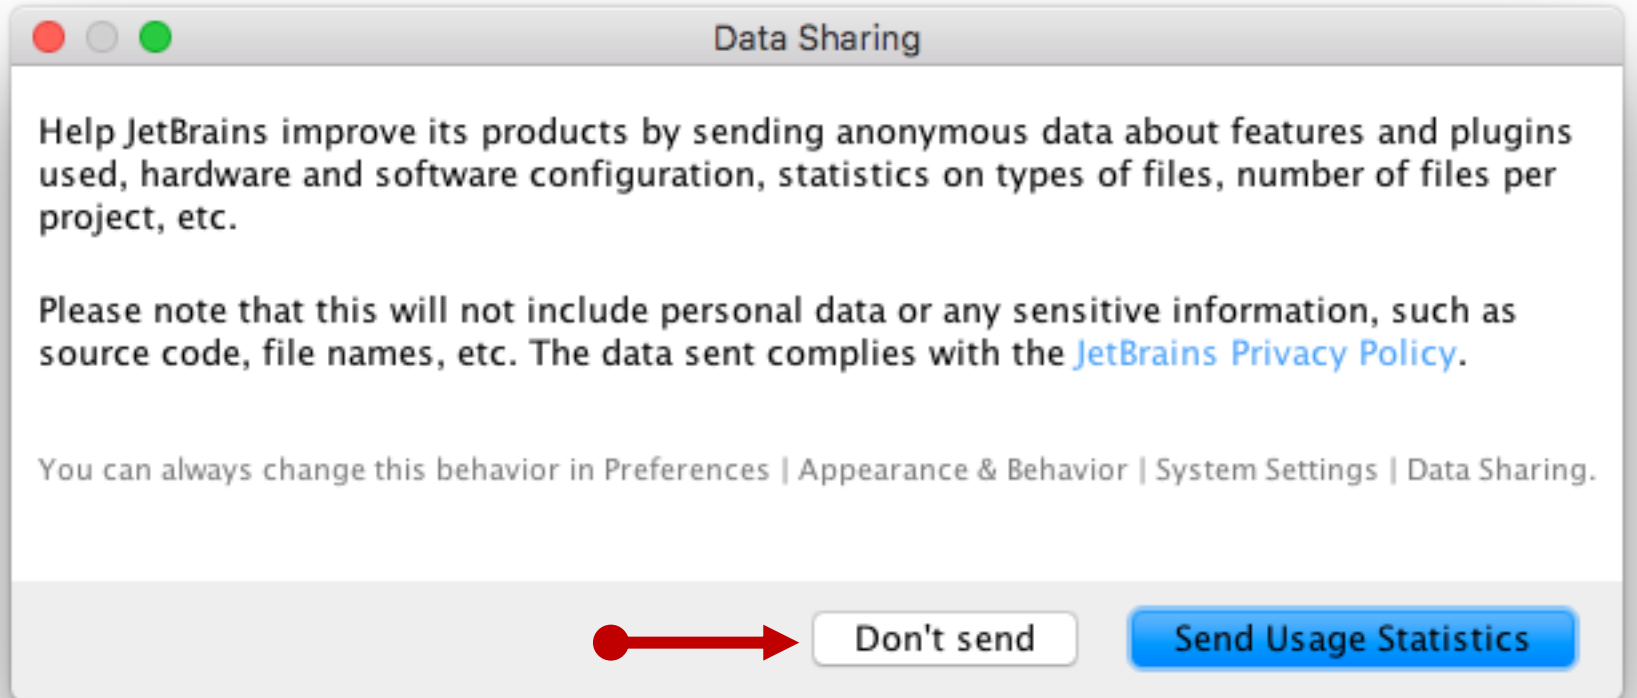 Data Sharing
Help JetBrains improve its products by sending anonymous data about features and plugins
used, hardware and software configuration, statistics on types of files, number of files per
project, etc.
Please note that this will not include personal data or any sensitive information, such as
source code, file names, etc. The data sent complies with the JetBrains Privacy Policy.
You can always change this behavior in Preferences | Appearance & Behavior | System Settings | Data Sharing.
Don't send
Send Usage Statistics